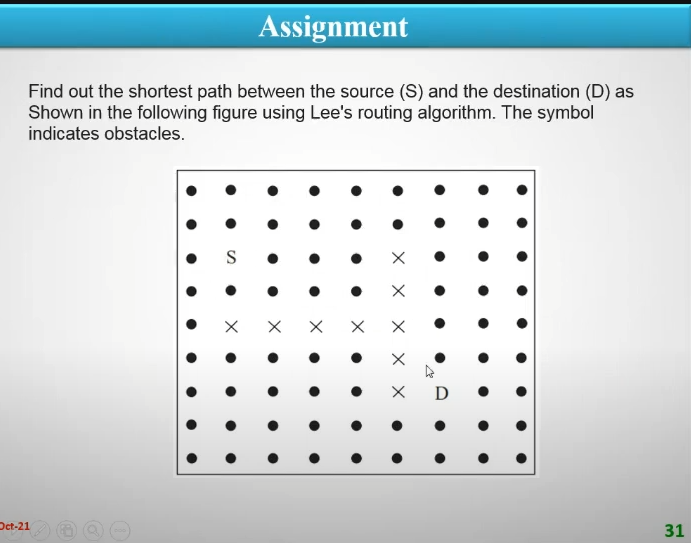 Assignment
Find out the shortest path between the source (S) and the destination (D) as
Shown in the following figure using Lee's routing algorithm. The symbol
indicates obstacles.
S ×
×
× × × × ×
×
× D
Oct-21
31